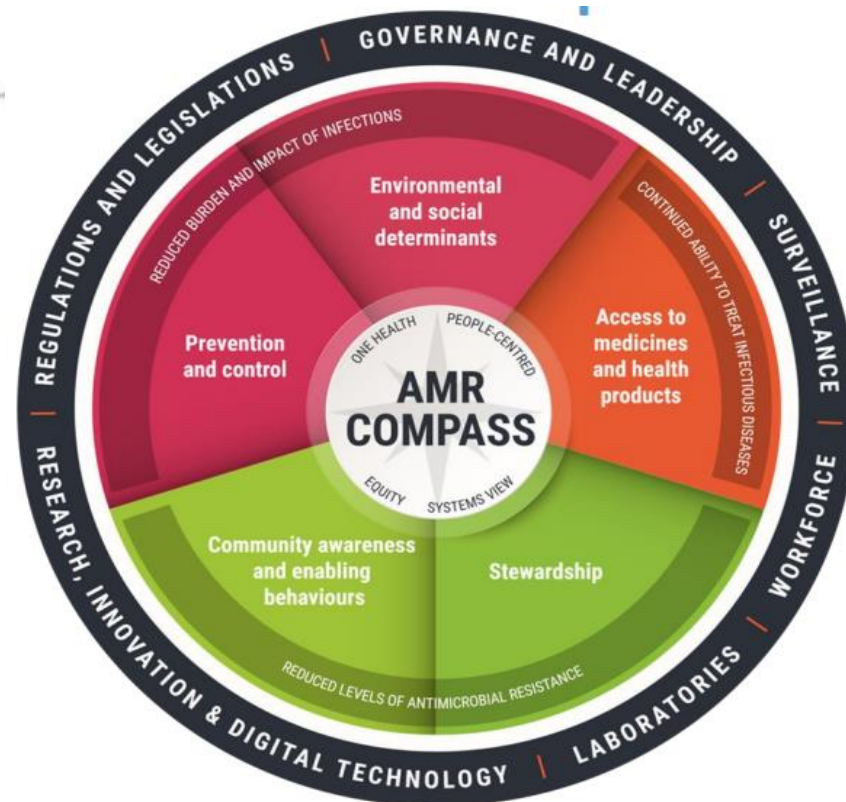 GOVERNANCE AND LEADERSHIP
|
SURVEILLANCE
|
WORKFORCE
|
LABORATORIES
|
RESEARCH, INNOVATION & DIGITAL TECHNOLOGY
|
REGULATIONS AND LEGISLATIONS
|
REDUCED BURDEN AND IMPACT OF INFECTIONS
Environmental
and social
determinants
CONTINUED ABILITY TO TREAT INFECTIOUS DISEASES
Access to
medicines
and health
products
Prevention
and control
ONE HEALTH
PEOPLE-CENTRED
AMR
COMPASS
EQUITY
SYSTEMS VIEW
Community awareness
and enabling
behaviours
Stewardship
REDUCED LEVELS OF ANTIMICROBIAL RESISTANCE